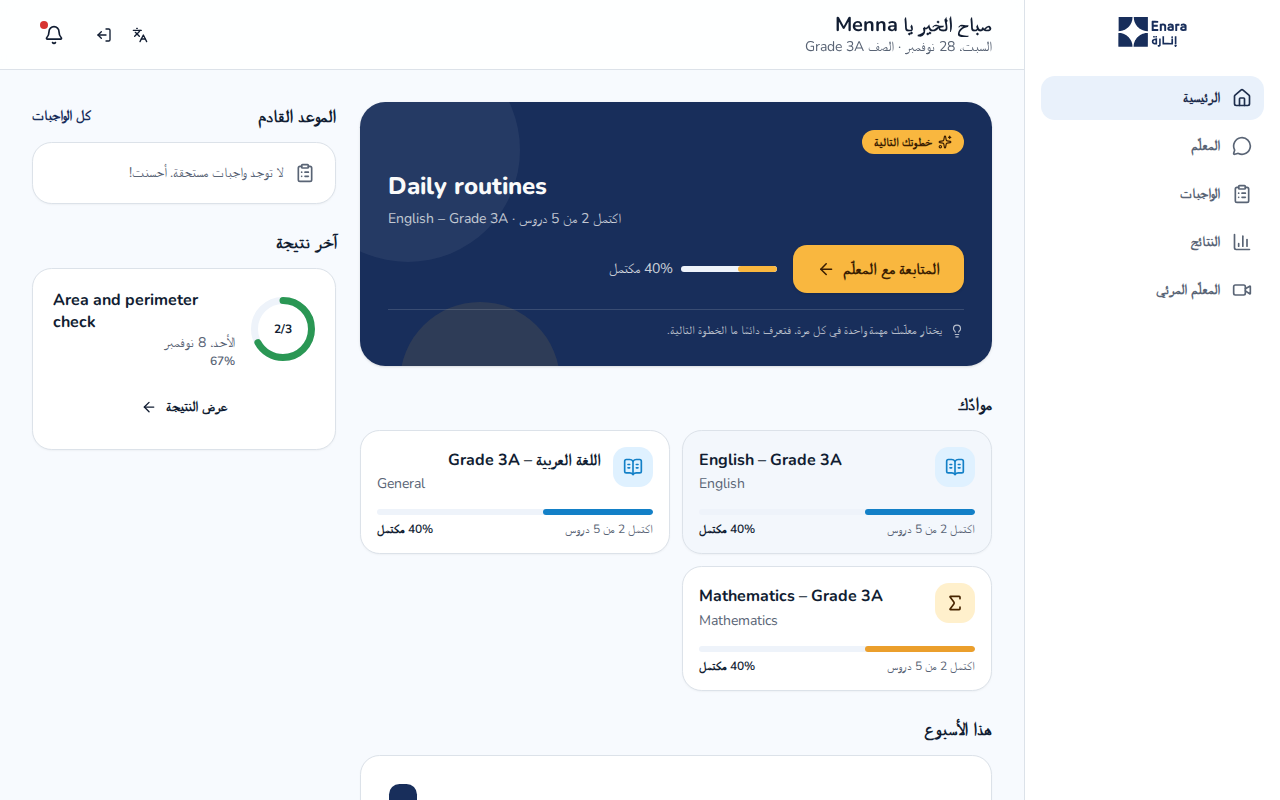 Enara
إنارة
الرئيسية
المعلّم
الواجبات
النتائج
المعلّم المرئي
صباح الخير يا Menna
السبت، 28 نوفمبر · الصف Grade 3A
خطوتك التالية
Daily routines
English – Grade 3A · اكتمل 2 من 5 دروس
المتابعة مع المعلّم
40% مكتمل
يختار معلّمك مهمة واحدة في كل مرة، فتعرف دائمًا ما الخطوة التالية.
موادّك
English – Grade 3A
English
اكتمل 2 من 5 دروس
40% مكتمل
اللغة العربية – Grade 3A
General
اكتمل 2 من 5 دروس
40% مكتمل
Mathematics – Grade 3A
Mathematics
اكتمل 2 من 5 دروس
40% مكتمل
هذا الأسبوع
الموعد القادم
كل الواجبات
لا توجد واجبات مستحقة. أحسنت!
آخر نتيجة
2/3
Area and perimeter
check
الأحد، 8 نوفمبر
67%
عرض النتيجة